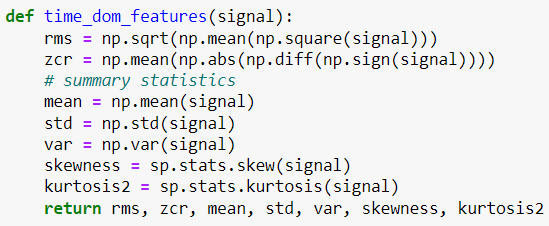 def time_dom_features(signal):
    rms = np.sqrt(np.mean(np.square(signal)))
    zcr = np.mean(np.abs(np.diff(np.sign(signal))))
    # summary statistics
    mean = np.mean(signal)
    std = np.std(signal)
    var = np.var(signal)
    skewness = sp.stats.skew(signal)
    kurtosis2 = sp.stats.kurtosis(signal)
    return rms, zcr, mean, std, var, skewness, kurtosis2